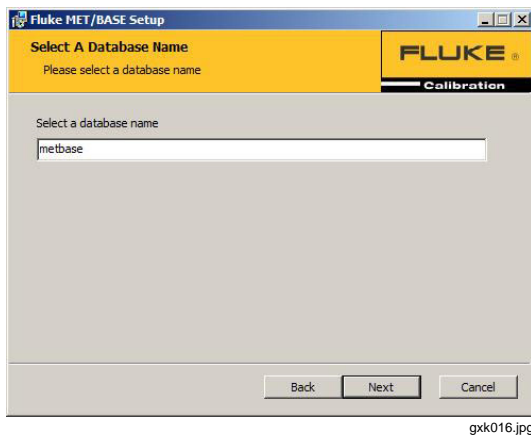 Fluke MET/BASE Setup
Select A Database Name
Please select a database name
FLUKE ®
Calibration
Select a database name
metbase
Back Next Cancel
gxk016.jpg